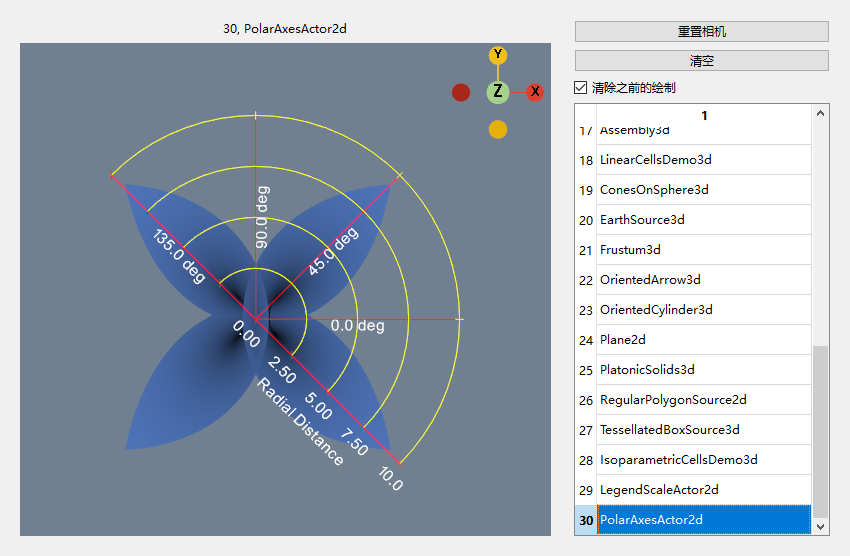 30, PolarAxesActor2d
Y
Z
X
135.0 deg
90.0 deg
45.0 deg
0.0 deg
0.00
2.50
5.00
7.50
10.0
Radial Distance
重置相机
清空
清除之前的绘制
1
17 Assembly3d
18 LinearCellsDemo3d
19 ConesOnSphere3d
20 EarthSource3d
21 Frustum3d
22 OrientedArrow3d
23 OrientedCylinder3d
24 Plane2d
25 PlatonicSolids3d
26 RegularPolygonSource2d
27 TessellatedBoxSource3d
28 IsoparametricCellsDemo3d
29 LegendScaleActor2d
30 PolarAxesActor2d